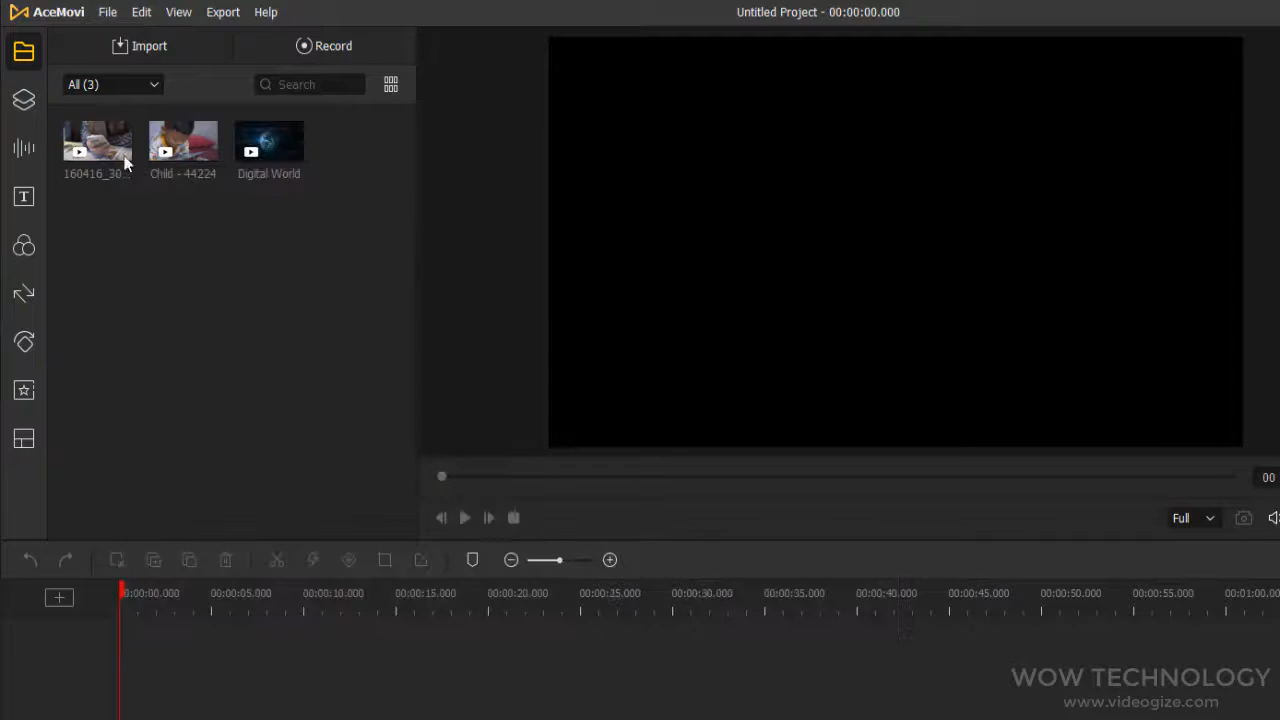 AceMovi File Edit View Export Help Untitled Project - 00:00:00.000
Import Record
All (3) Search
160416_30... Child - 44224 Digital World
00
Full
0:00:00.000 00:00:05.000 00:00:10.000 00:00:15.000 00:00:20.000 00:00:25.000 00:00:30.000 00:00:35.000 00:00:40.000 00:00:45.000 00:00:50.000 00:00:55.000 00:01:00.00
WOW TECHNOLOGY
www.videogize.com